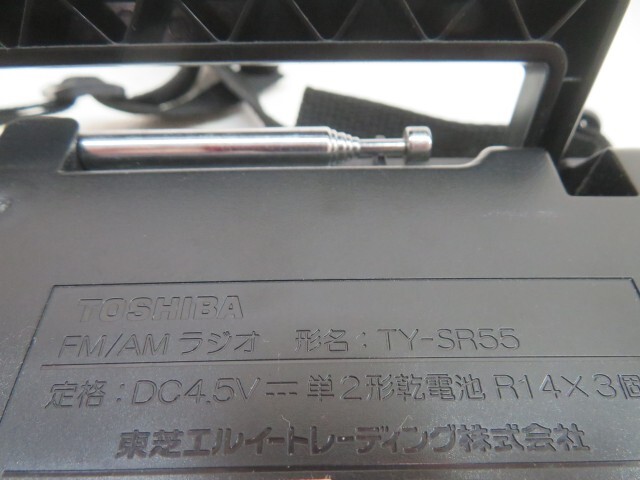 TOSHIBA
FM/AM ラジオ 形名：TY-SR55
定格：DC4.5V⎓単2形乾電池 R14×3個
東芝エルイートレーディング株式会社